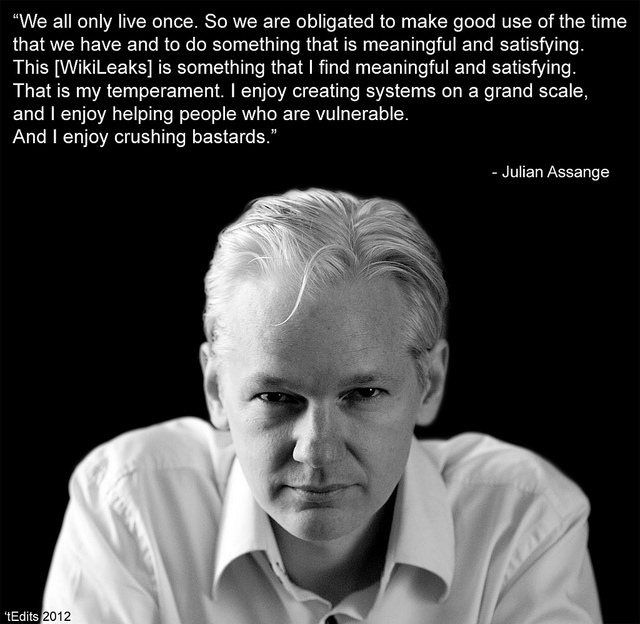 “We all only live once. So we are obligated to make good use of the time
that we have and to do something that is meaningful and satisfying.
This [WikiLeaks] is something that I find meaningful and satisfying.
That is my temperament. I enjoy creating systems on a grand scale,
and I enjoy helping people who are vulnerable.
And I enjoy crushing bastards.”
- Julian Assange
‘tEdits 2012